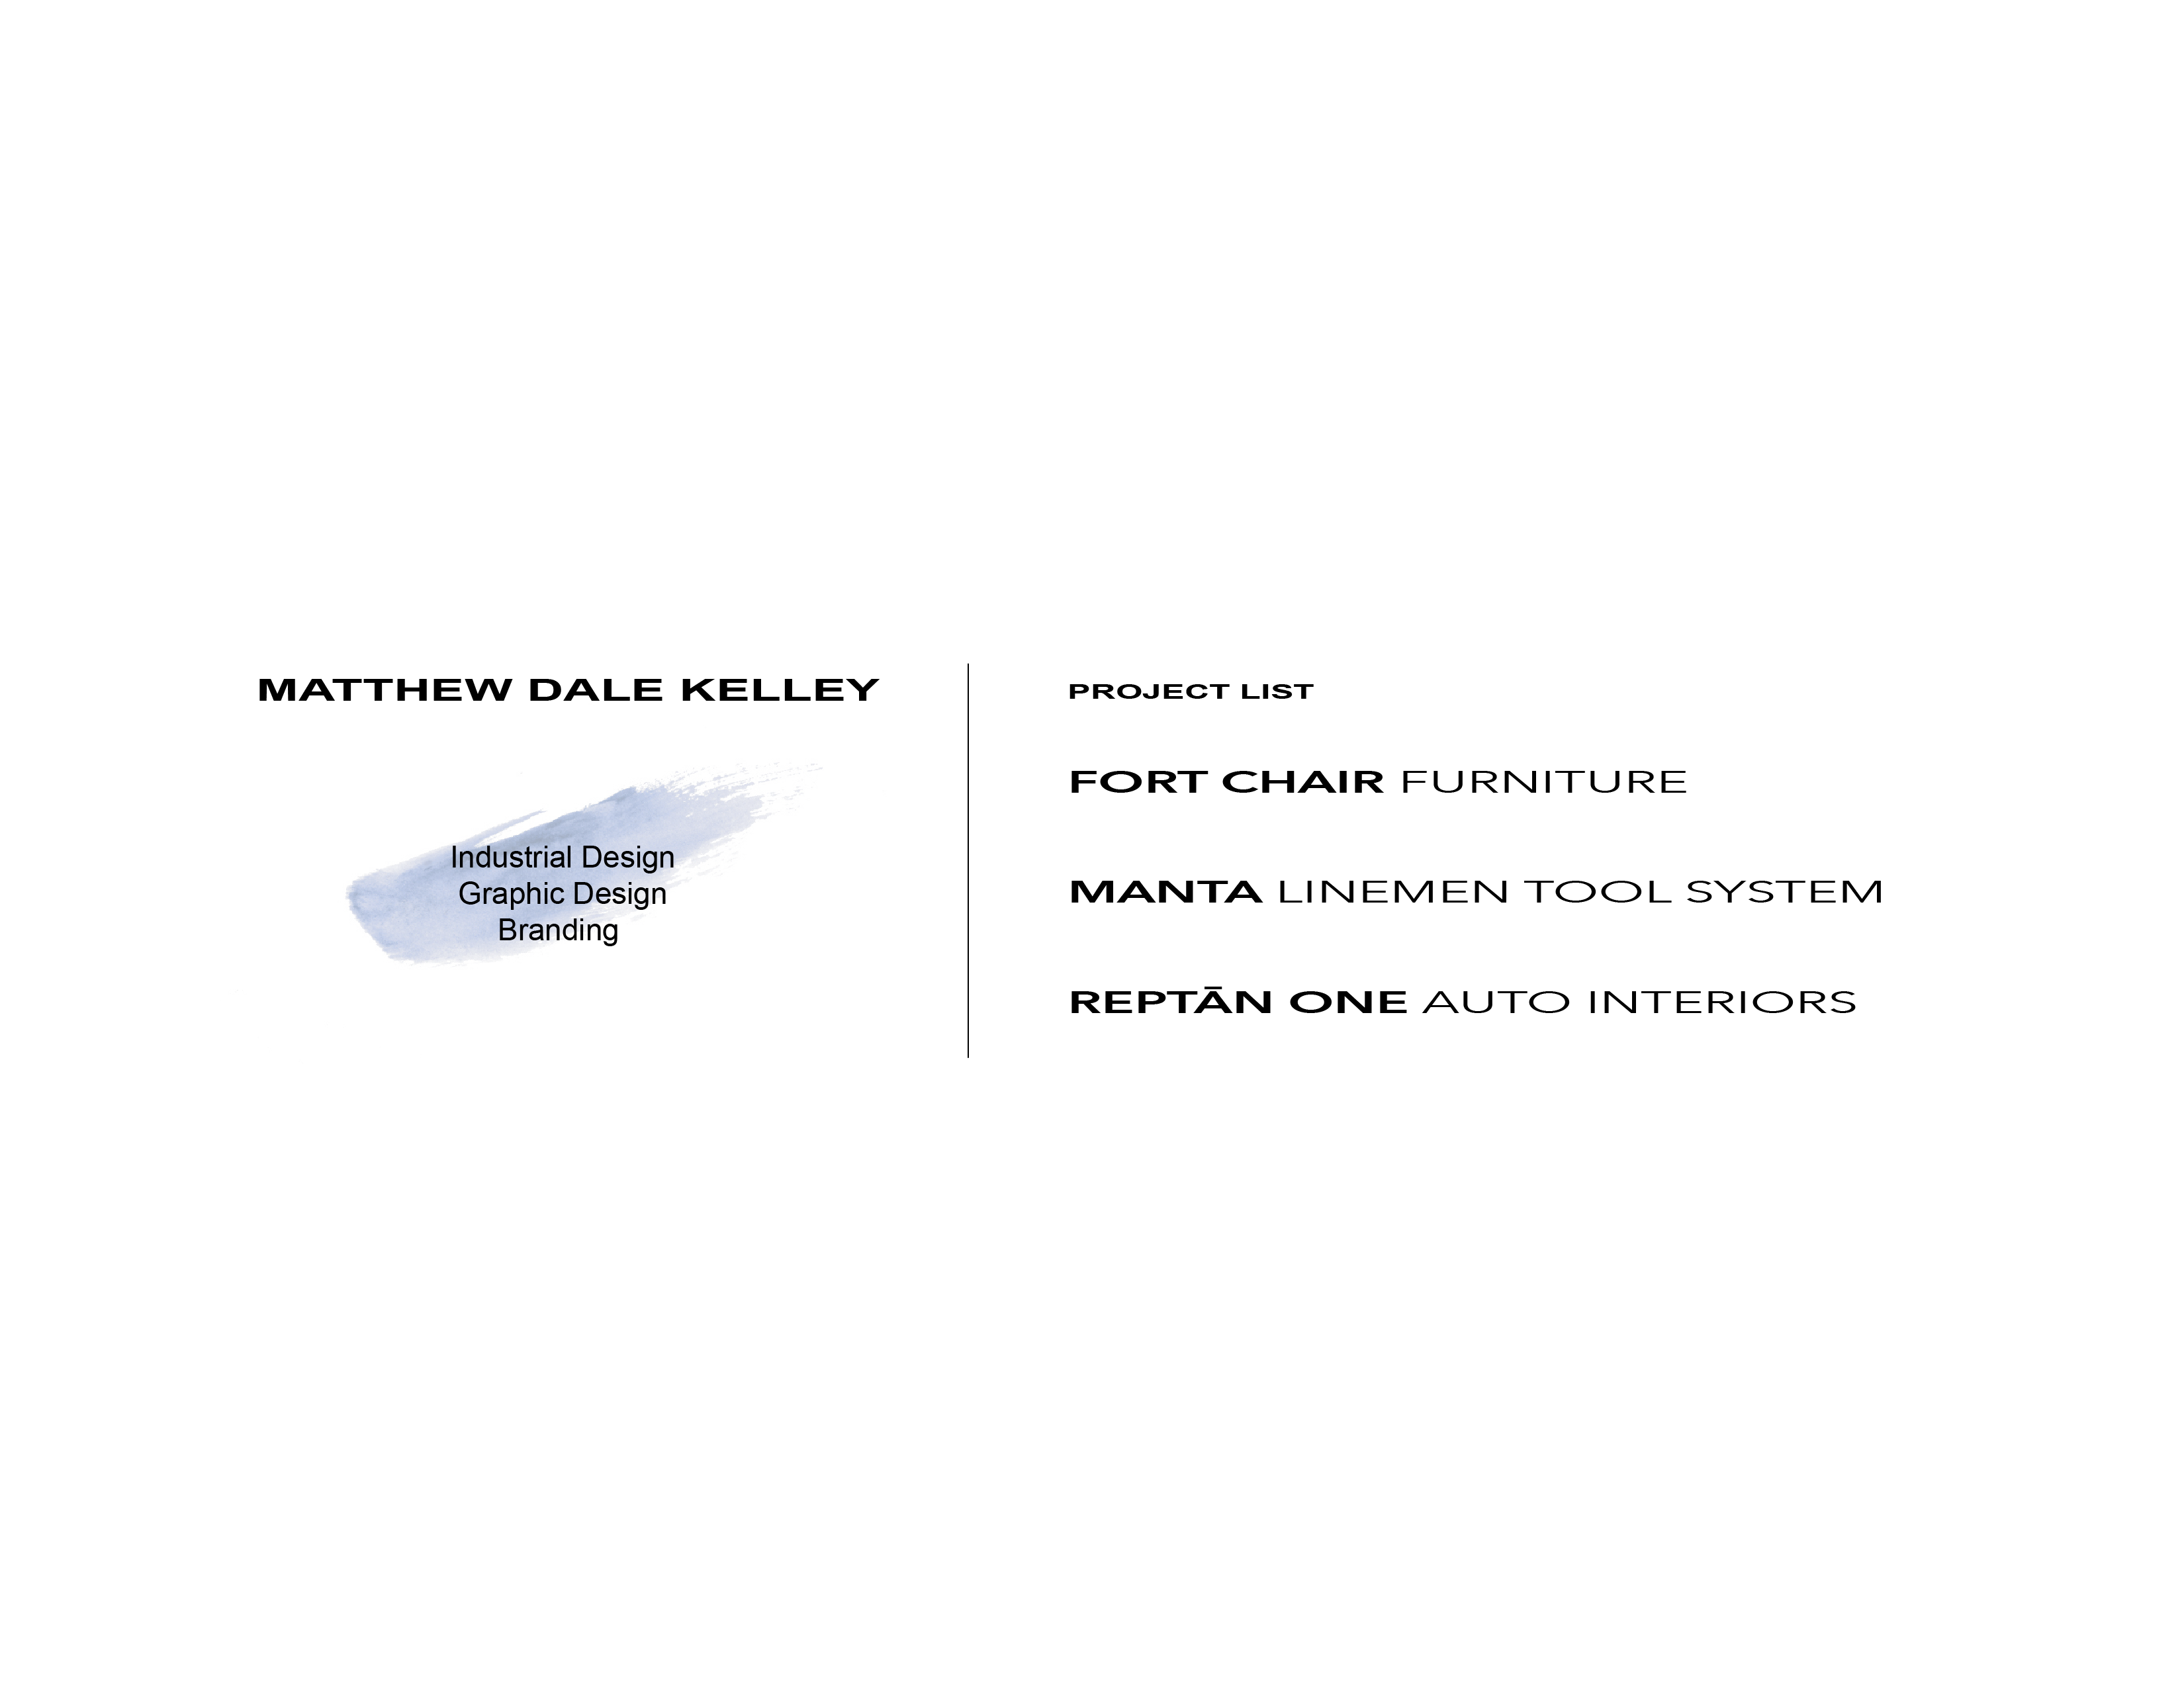 MATTHEW DALE KELLEY
Industrial Design
Graphic Design
Branding
PROJECT LIST
FORT CHAIR FURNITURE
MANTA LINEMEN TOOL SYSTEM
REPTĀN ONE AUTO INTERIORS